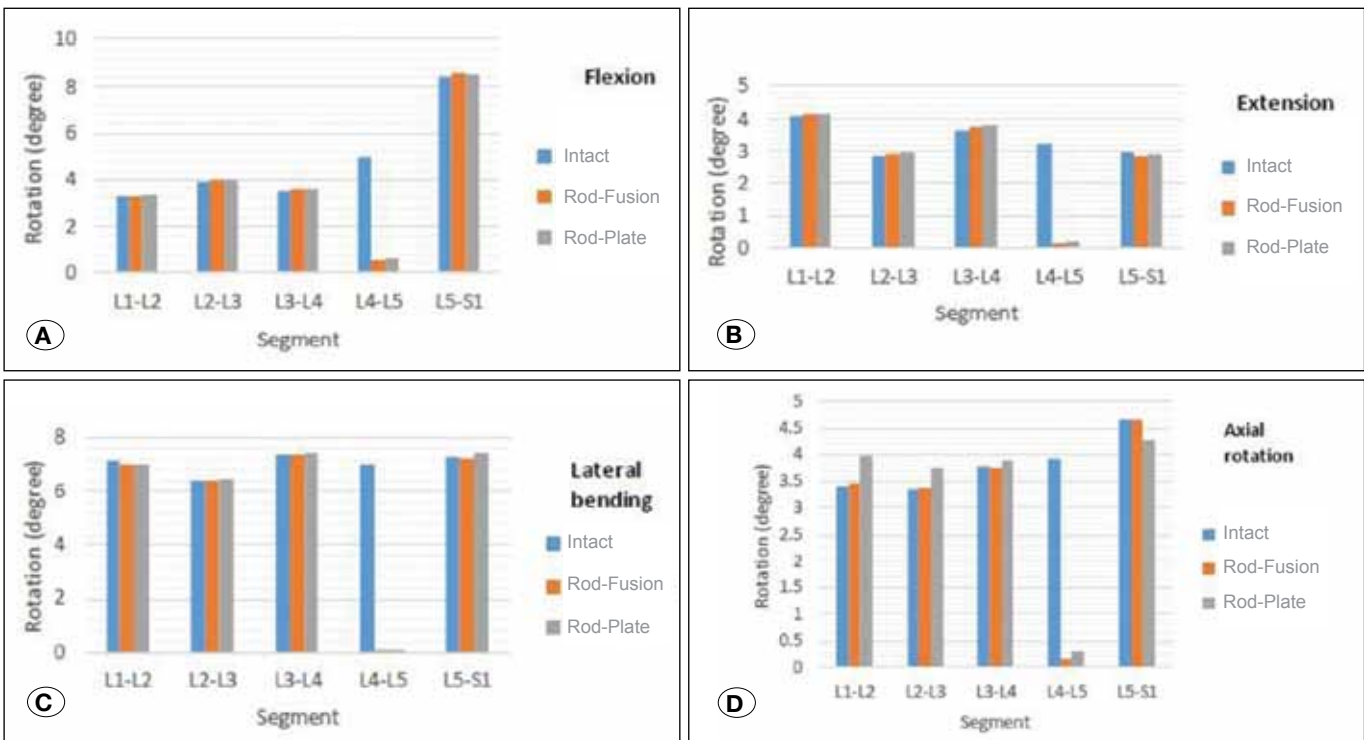 10
8
6
4
2
0
Rotation (degree)
L1-L2 L2-L3 L3-L4 L4-L5 L5-S1
Segment
Flexion
Intact
Rod-Fusion
Rod-Plate
A
5
4
3
2
1
0
Rotation (degree)
L1-L2 L2-L3 L3-L4 L4-L5 L5-S1
Segment
Extension
Intact
Rod-Fusion
Rod-Plate
B
8
6
4
2
0
Rotation (degree)
L1-L2 L2-L3 L3-L4 L4-L5 L5-S1
Segment
Lateral
bending
Intact
Rod-Fusion
Rod-Plate
C
5
4.5
4
3.5
3
2.5
2
1.5
1
0.5
0
Rotation (degree)
L1-L2 L2-L3 L3-L4 L4-L5 L5-S1
Segment
Axial
rotation
Intact
Rod-Fusion
Rod-Plate
D